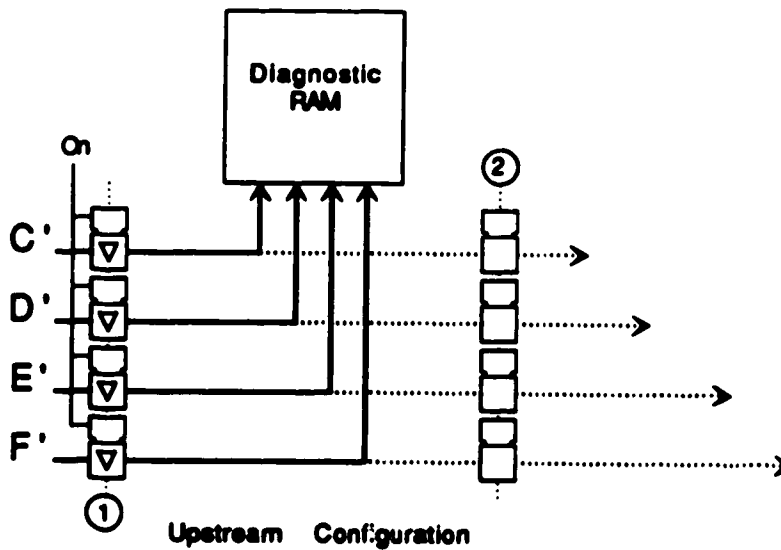 Diagnostic
RAM
On
2
C'
D'
E'
F'
1
Upstream Configuration